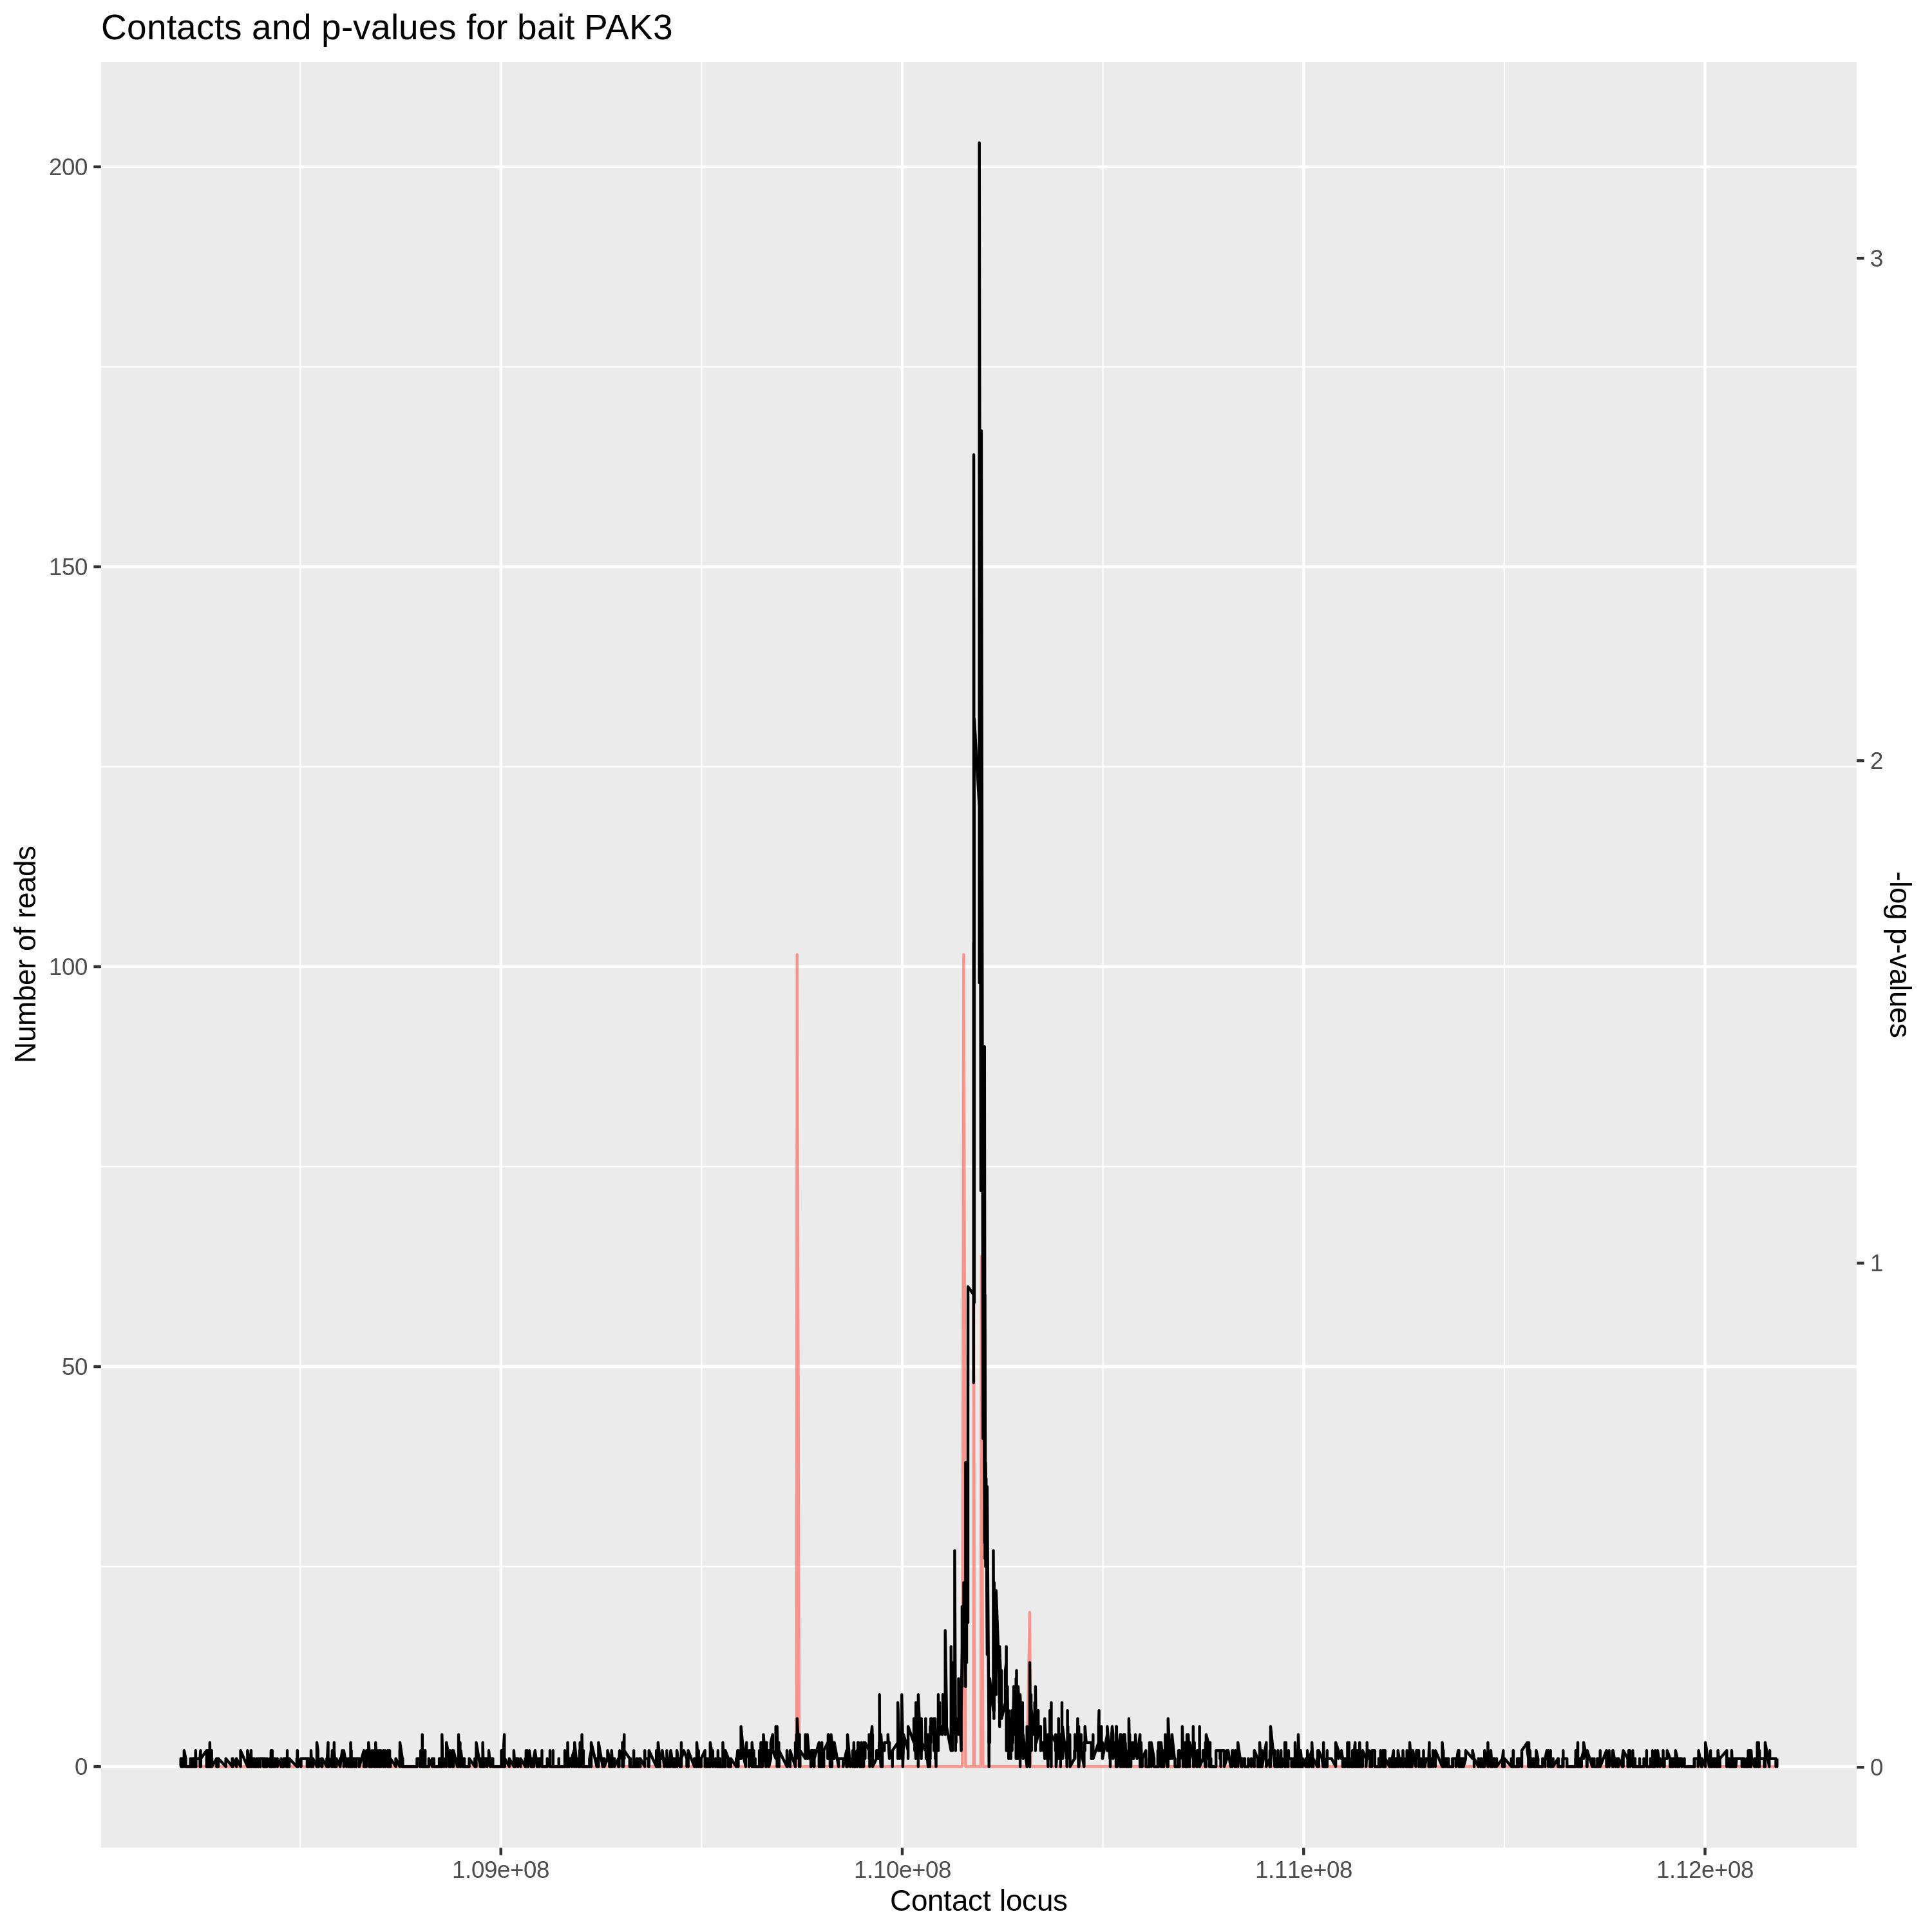 Contacts and p-values for bait PAK3
200
150
100
50
0
Number of reads
3
2
1
0
-log p-values
1.09e+08
1.10e+08
1.11e+08
1.12e+08
Contact locus